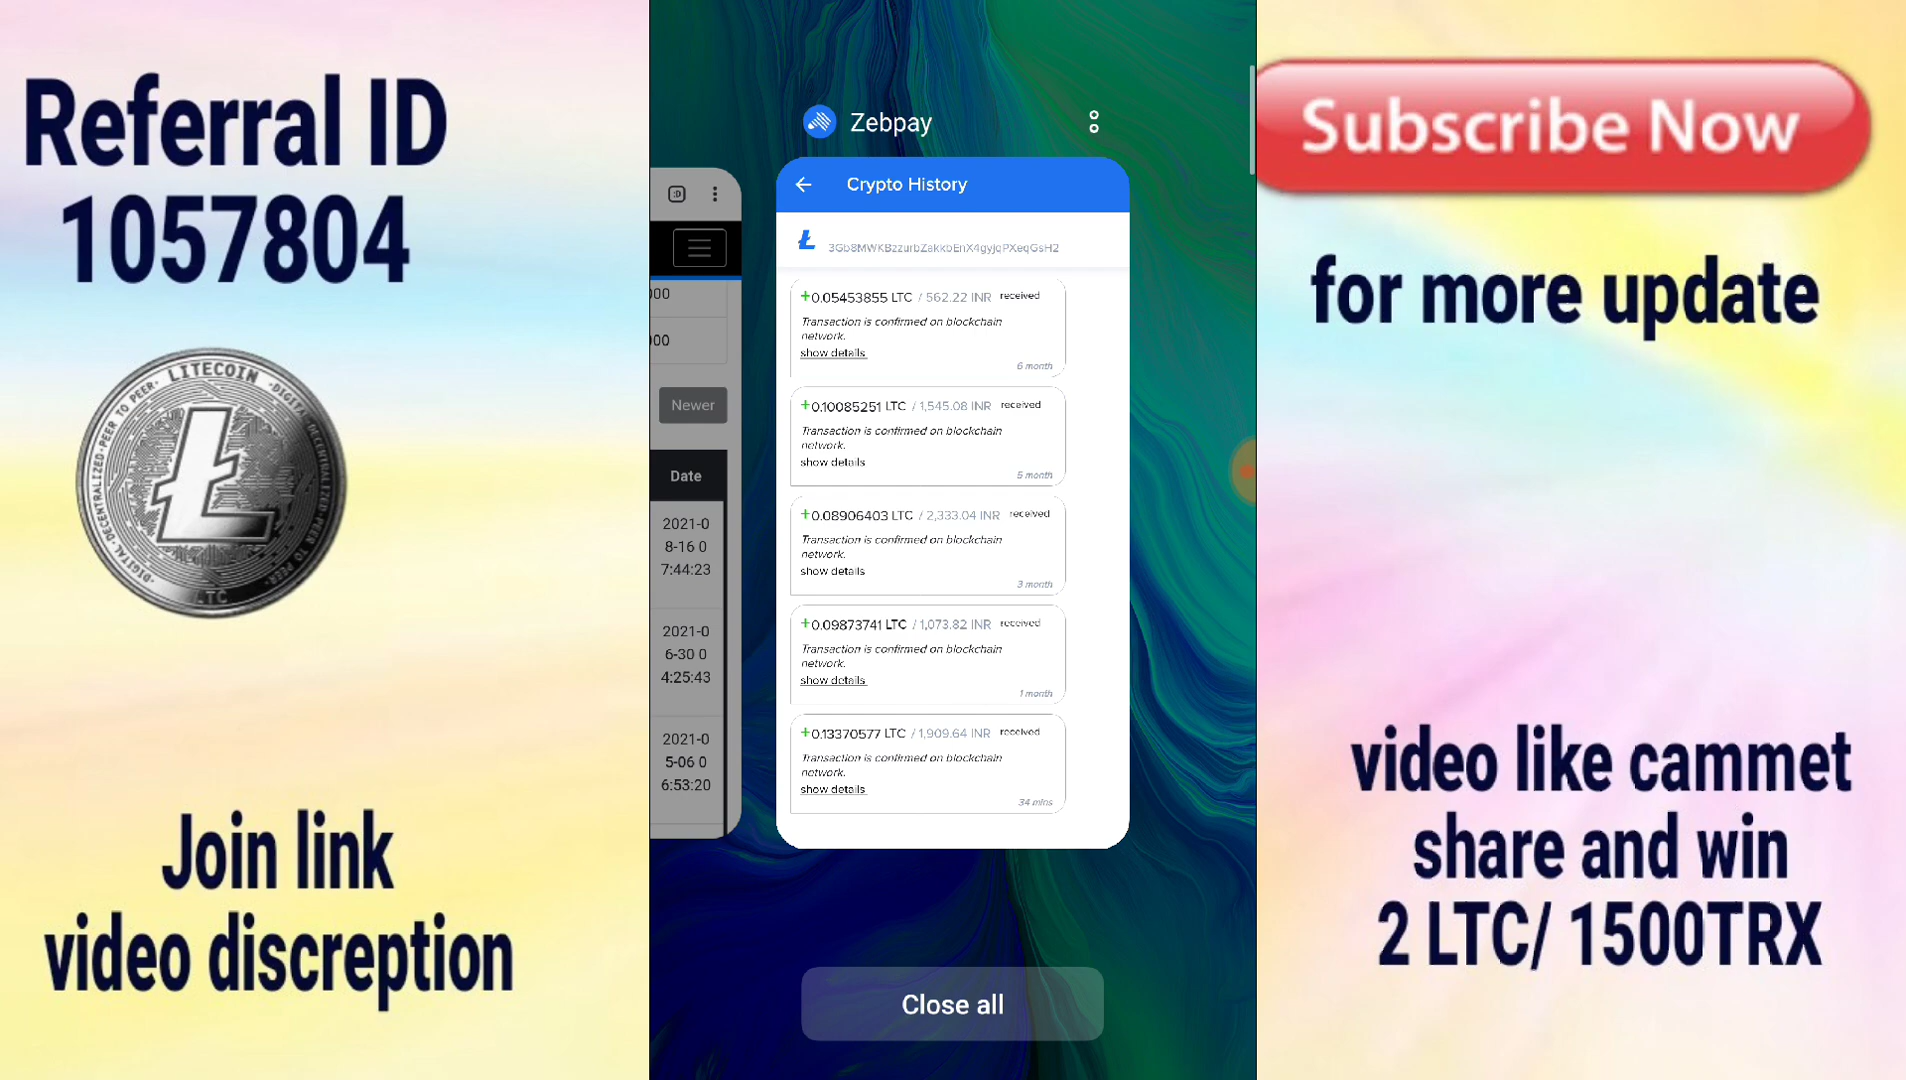 Referral ID
1057804
LITECOIN
LTC
Join link
video discreption
00
00
Newer
Date
2021-0
8-16 0
7:44:23
2021-0
6-30 0
4:25:43
2021-0
5-06 0
6:53:20
Zebpay
Crypto History
3Gb8MWKBzzurbZakkbEnX4gyjqPXeqGsH2
+0.05453855 LTC / 562.22 INR received
Transaction is confirmed on blockchain
network.
show details
6 month
+0.10085251 LTC / 1,545.08 INR received
Transaction is confirmed on blockchain
network.
show details
5 month
+0.08906403 LTC / 2,333.04 INR received
Transaction is confirmed on blockchain
network.
show details
3 month
+0.09873741 LTC / 1,073.82 INR received
Transaction is confirmed on blockchain
network.
show details
1 month
+0.13370577 LTC / 1,909.64 INR received
Transaction is confirmed on blockchain
network.
show details
34 mins
Close all
Subscribe Now
for more update
video like cammet
share and win
2 LTC/ 1500TRX